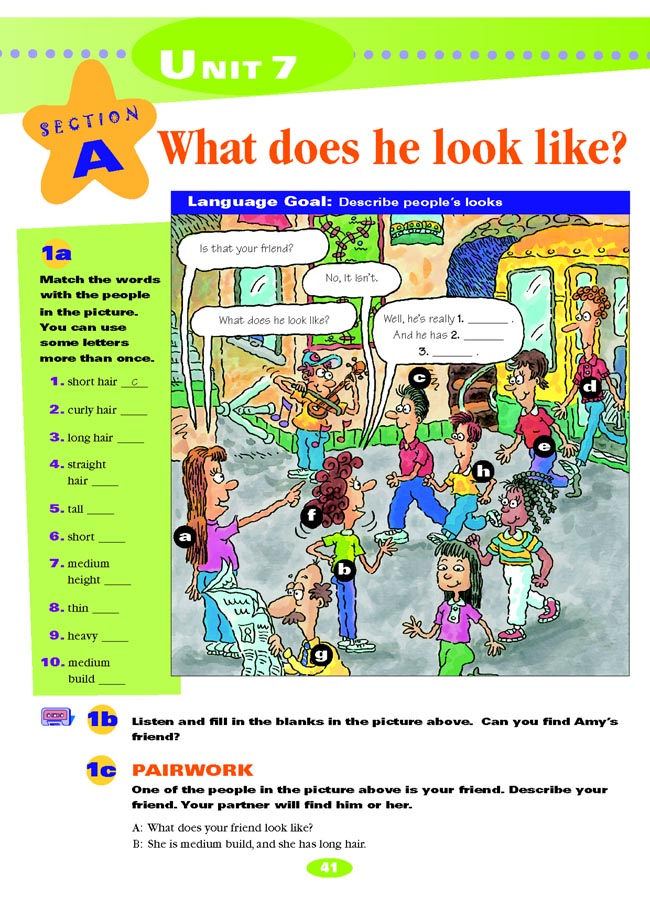 UNIT 7
SECTION
A
What does he look like?
Language Goal: Describe people's looks
1a
Match the words
with the people
in the picture.
You can use
some letters
more than once.
1. short hair __c__
2. curly hair ____
3. long hair ____
4. straight
hair ____
5. tall ____
6. short ____
7. medium
height ____
8. thin ____
9. heavy ____
10. medium
build ____
Is that your friend?
No, it isn't.
What does he look like?
Well, he's really 1. ______ .
And he has 2. ______
3. ______ .
c
d
e
h
a
f
b
g
1b
Listen and fill in the blanks in the picture above. Can you find Amy's
friend?
1c PAIRWORK
One of the people in the picture above is your friend. Describe your
friend. Your partner will find him or her.
A: What does your friend look like?
B: She is medium build, and she has long hair.
41